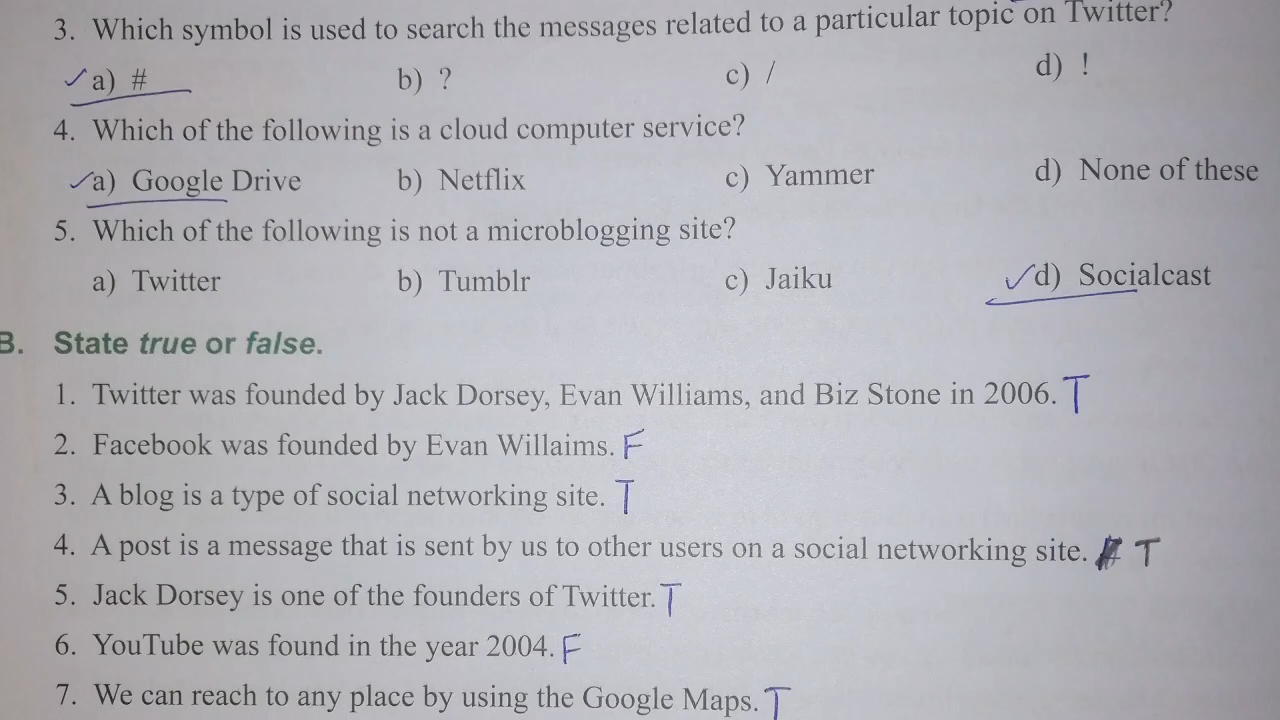 3. Which symbol is used to search the messages related to a particular topic on Twitter?
✓a) # b) ? c) / d) !
4. Which of the following is a cloud computer service?
✓a) Google Drive b) Netflix c) Yammer d) None of these
5. Which of the following is not a microblogging site?
a) Twitter b) Tumblr c) Jaiku ✓d) Socialcast
B. State true or false.
1. Twitter was founded by Jack Dorsey, Evan Williams, and Biz Stone in 2006. T
2. Facebook was founded by Evan Willaims. F
3. A blog is a type of social networking site. T
4. A post is a message that is sent by us to other users on a social networking site. T
5. Jack Dorsey is one of the founders of Twitter. T
6. YouTube was found in the year 2004. F
7. We can reach to any place by using the Google Maps. T